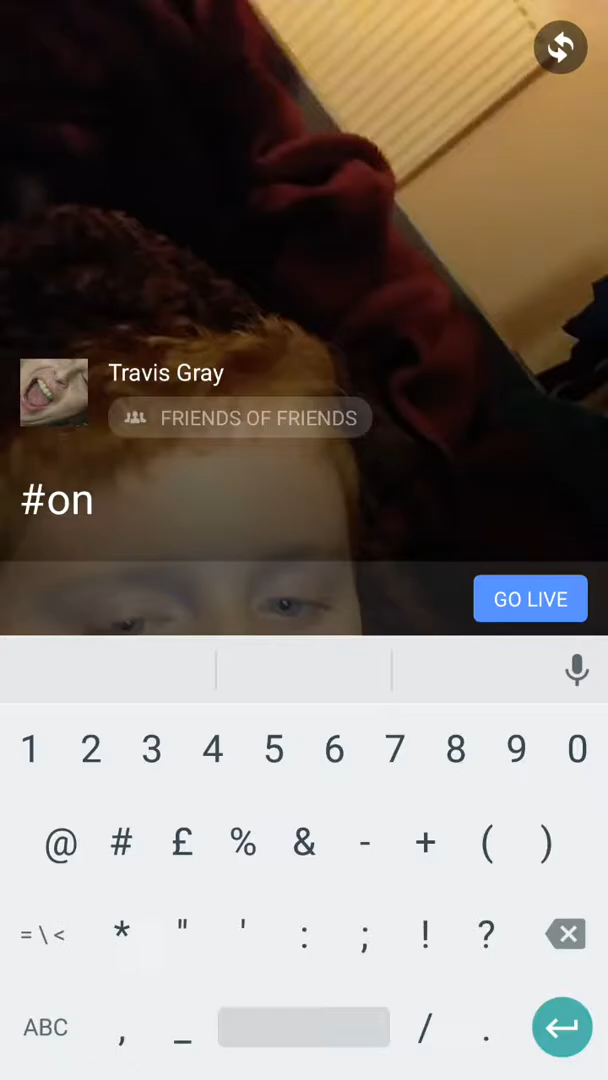 Travis Gray
FRIENDS OF FRIENDS
#on
GO LIVE
1 2 3 4 5 6 7 8 9 0
@ # £ % & - + ( )
= \ < * " ' : ; ! ?
ABC , _ / .